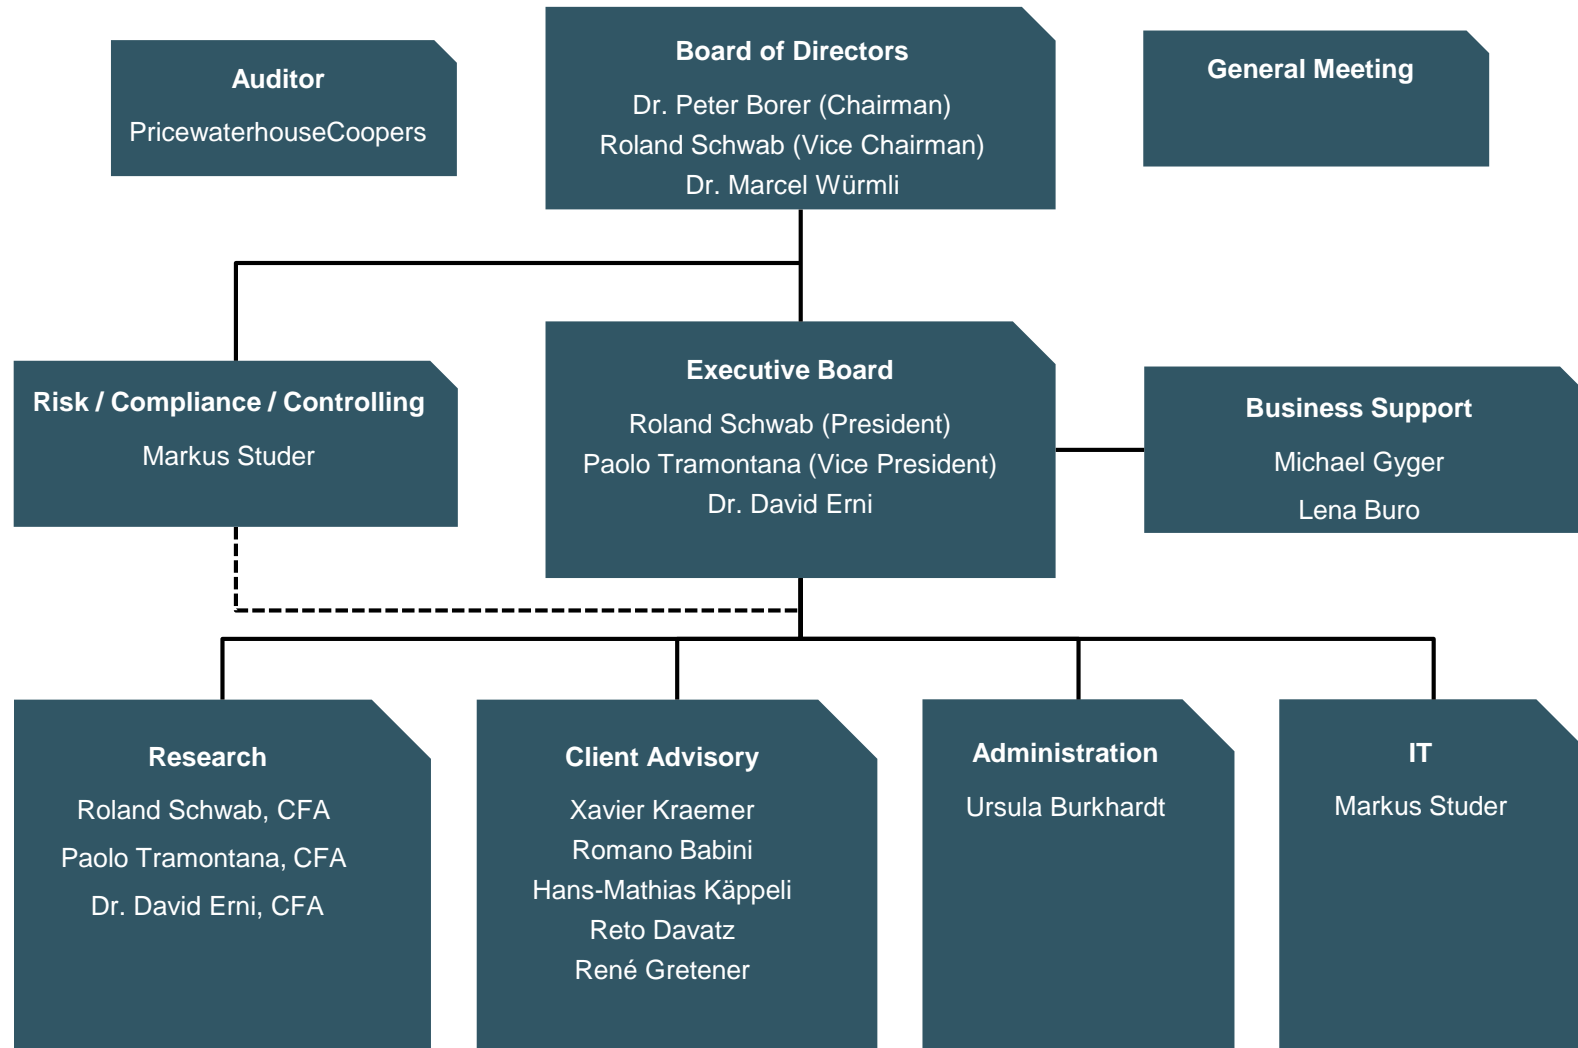 Auditor
PricewaterhouseCoopers
Board of Directors
Dr. Peter Borer (Chairman)
Roland Schwab (Vice Chairman)
Dr. Marcel Würmli
General Meeting
Risk / Compliance / Controlling
Markus Studer
Executive Board
Roland Schwab (President)
Paolo Tramontana (Vice President)
Dr. David Erni
Business Support
Michael Gyger
Lena Buro
Research
Roland Schwab, CFA
Paolo Tramontana, CFA
Dr. David Erni, CFA
Client Advisory
Xavier Kraemer
Romano Babini
Hans-Mathias Käppeli
Reto Davatz
René Gretener
Administration
Ursula Burkhardt
IT
Markus Studer